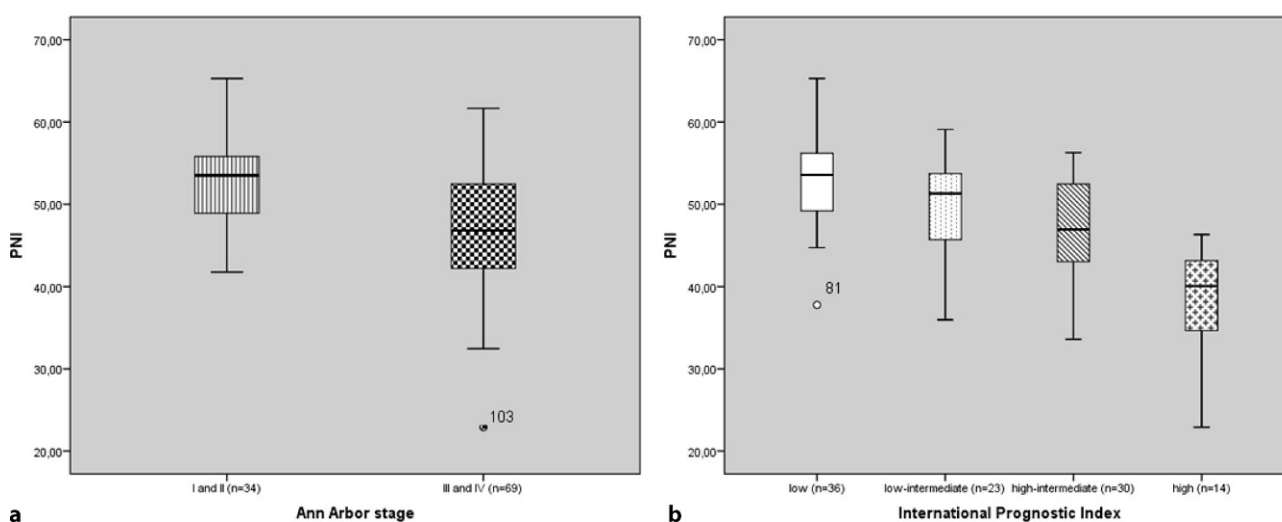 70,00
60,00
50,00
40,00
30,00
20,00
PNI
103
I and II (n=34)
III and IV (n=69)
Ann Arbor stage
a
70,00
60,00
50,00
40,00
30,00
20,00
PNI
81
low (n=36)
low-intermediate (n=23)
high-intermediate (n=30)
high (n=14)
International Prognostic Index
b